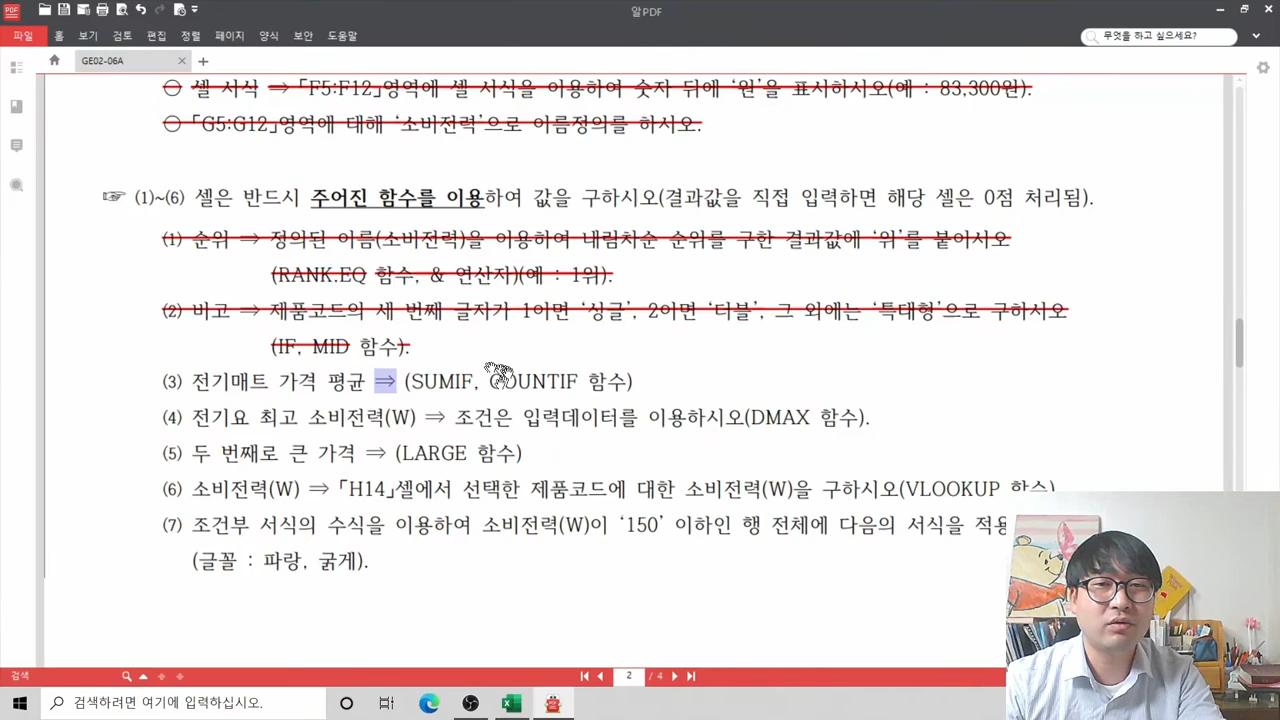 알PDF
파일 홈 보기 검토 편집 정렬 페이지 양식 보안 도움말
무엇을 하고 싶으세요?
GE02-06A
○ 셀 서식 ⇒ 「F5:F12」영역에 셀 서식을 이용하여 숫자 뒤에 '원'을 표시하시오(예 : 83,300원).
○ 「G5:G12」영역에 대해 '소비전력'으로 이름정의를 하시오.
☞ (1)~(6) 셀은 반드시 주어진 함수를 이용하여 값을 구하시오(결과값을 직접 입력하면 해당 셀은 0점 처리됨).
(1) 순위 ⇒ 정의된 이름(소비전력)을 이용하여 내림차순 순위를 구한 결과값에 '위'를 붙이시오
(RANK.EQ 함수, & 연산자)(예 : 1위).
(2) 비고 ⇒ 제품코드의 세 번째 글자가 1이면 '싱글', 2이면 '더블', 그 외에는 '특대형'으로 구하시오
(IF, MID 함수).
(3) 전기매트 가격 평균 ⇒ (SUMIF, COUNTIF 함수)
(4) 전기요 최고 소비전력(W) ⇒ 조건은 입력데이터를 이용하시오(DMAX 함수).
(5) 두 번째로 큰 가격 ⇒ (LARGE 함수)
(6) 소비전력(W) ⇒ 「H14」셀에서 선택한 제품코드에 대한 소비전력(W)을 구하시오(VLOOKUP 함수)
(7) 조건부 서식의 수식을 이용하여 소비전력(W)이 '150' 이하인 행 전체에 다음의 서식을 적용
(글꼴 : 파랑, 굵게).
검색
2 / 4
검색하려면 여기에 입력하십시오.